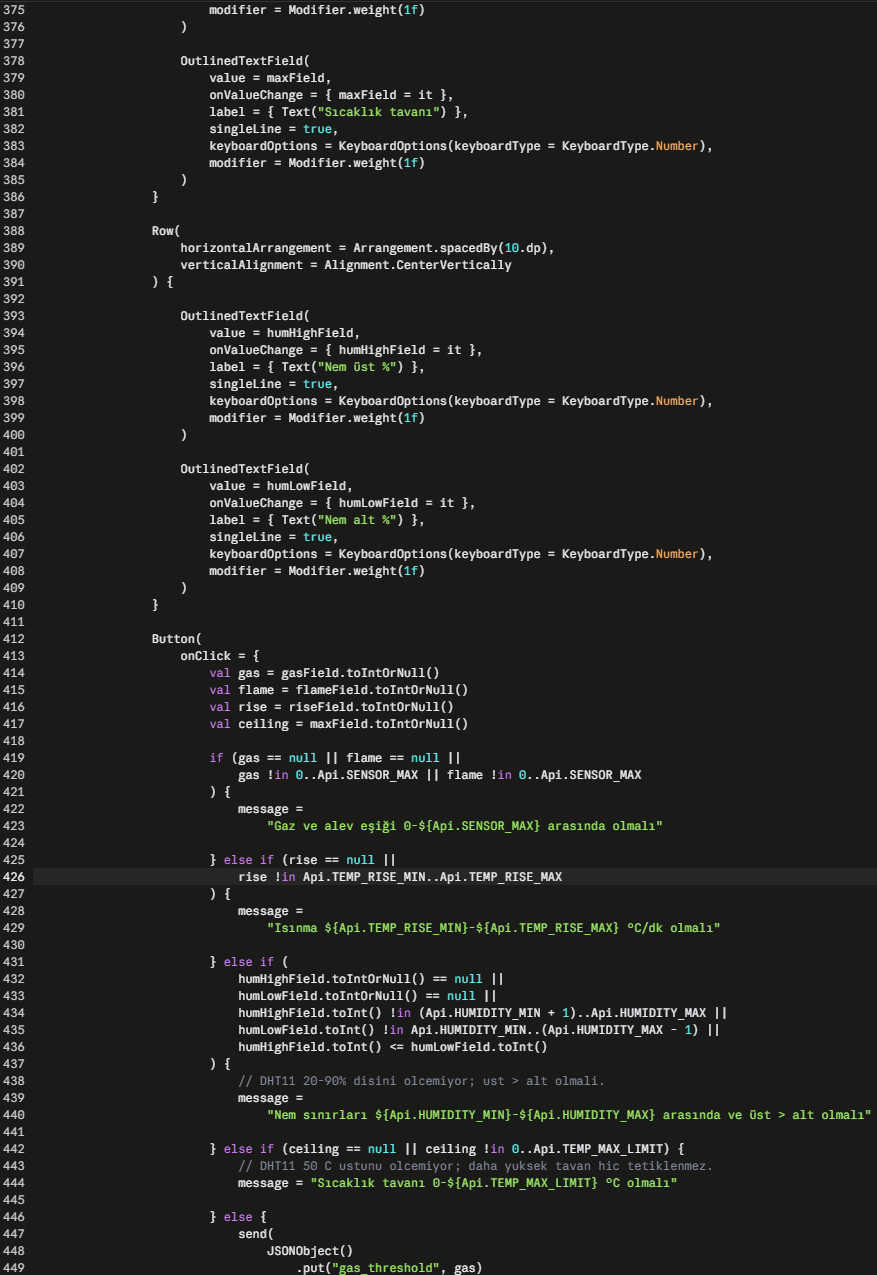 375                         modifier = Modifier.weight(1f)
376                     )
377
378                     OutlinedTextField(
379                         value = maxField,
380                         onValueChange = { maxField = it },
381                         label = { Text("Sıcaklık tavanı") },
382                         singleLine = true,
383                         keyboardOptions = KeyboardOptions(keyboardType = KeyboardType.Number),
384                         modifier = Modifier.weight(1f)
385                     )
386                 }
387
388                 Row(
389                     horizontalArrangement = Arrangement.spacedBy(10.dp),
390                     verticalAlignment = Alignment.CenterVertically
391                 ) {
392
393                     OutlinedTextField(
394                         value = humHighField,
395                         onValueChange = { humHighField = it },
396                         label = { Text("Nem üst %") },
397                         singleLine = true,
398                         keyboardOptions = KeyboardOptions(keyboardType = KeyboardType.Number),
399                         modifier = Modifier.weight(1f)
400                     )
401
402                     OutlinedTextField(
403                         value = humLowField,
404                         onValueChange = { humLowField = it },
405                         label = { Text("Nem alt %") },
406                         singleLine = true,
407                         keyboardOptions = KeyboardOptions(keyboardType = KeyboardType.Number),
408                         modifier = Modifier.weight(1f)
409                     )
410                 }
411
412                 Button(
413                     onClick = {
414                         val gas = gasField.toIntOrNull()
415                         val flame = flameField.toIntOrNull()
416                         val rise = riseField.toIntOrNull()
417                         val ceiling = maxField.toIntOrNull()
418
419                         if (gas == null || flame == null ||
420                             gas !in 0..Api.SENSOR_MAX || flame !in 0..Api.SENSOR_MAX
421                         ) {
422                             message =
423                                 "Gaz ve alev eşiği 0-${Api.SENSOR_MAX} arasında olmalı"
424
425                         } else if (rise == null ||
426                             rise !in Api.TEMP_RISE_MIN..Api.TEMP_RISE_MAX
427                         ) {
428                             message =
429                                 "Isınma ${Api.TEMP_RISE_MIN}-${Api.TEMP_RISE_MAX} °C/dk olmalı"
430
431                         } else if (
432                             humHighField.toIntOrNull() == null ||
433                             humLowField.toIntOrNull() == null ||
434                             humHighField.toInt() !in (Api.HUMIDITY_MIN + 1)..Api.HUMIDITY_MAX ||
435                             humLowField.toInt() !in Api.HUMIDITY_MIN..(Api.HUMIDITY_MAX - 1) ||
436                             humHighField.toInt() <= humLowField.toInt()
437                         ) {
438                             // DHT11 20-90% disini olcemiyor; ust > alt olmali.
439                             message =
440                                 "Nem sınırları ${Api.HUMIDITY_MIN}-${Api.HUMIDITY_MAX} arasında ve üst > alt olmalı"
441
442                         } else if (ceiling == null || ceiling !in 0..Api.TEMP_MAX_LIMIT) {
443                             // DHT11 50 C ustunu olcemiyor; daha yuksek tavan hic tetiklenmez.
444                             message = "Sıcaklık tavanı 0-${Api.TEMP_MAX_LIMIT} °C olmalı"
445
446                         } else {
447                             send(
448                                 JSONObject()
449                                     .put("gas_threshold", gas)